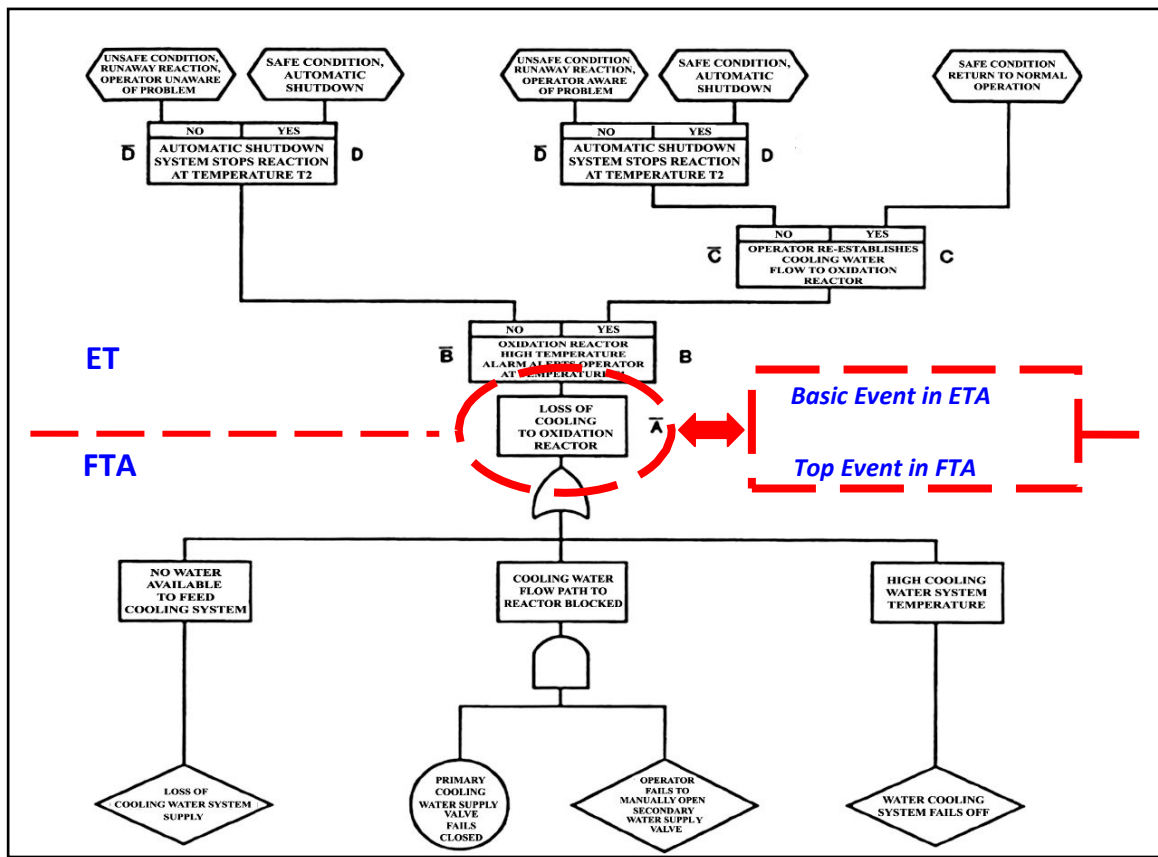 UNSAFE CONDITION,
RUNAWAY REACTION,
OPERATOR UNAWARE
OF PROBLEM
SAFE CONDITION,
AUTOMATIC
SHUTDOWN
UNSAFE CONDITION
RUNAWAY REACTION,
OPERATOR AWARE
OF PROBLEM
SAFE CONDITION,
AUTOMATIC
SHUTDOWN
SAFE CONDITION
RETURN TO NORMAL
OPERATION
NO YES
D̅ D
AUTOMATIC SHUTDOWN
SYSTEM STOPS REACTION
AT TEMPERATURE T2
NO YES
D̅ D
AUTOMATIC SHUTDOWN
SYSTEM STOPS REACTION
AT TEMPERATURE T2
NO YES
C̅ C
OPERATOR RE-ESTABLISHES
COOLING WATER
FLOW TO OXIDATION
REACTOR
NO YES
B̅ B
OXIDATION REACTOR
HIGH TEMPERATURE
ALARM ALERTS OPERATOR
AT TEMPERATURE
ET
LOSS OF
COOLING
TO OXIDATION
REACTOR
A̅
Basic Event in ETA
Top Event in FTA
FTA
NO WATER
AVAILABLE
TO FEED
COOLING SYSTEM
COOLING WATER
FLOW PATH TO
REACTOR BLOCKED
HIGH COOLING
WATER SYSTEM
TEMPERATURE
LOSS OF
COOLING WATER SYSTEM
SUPPLY
PRIMARY
COOLING
WATER SUPPLY
VALVE
FAILS
CLOSED
OPERATOR
FAILS TO
MANUALLY OPEN
SECONDARY
WATER SUPPLY
VALVE
WATER COOLING
SYSTEM FAILS OFF